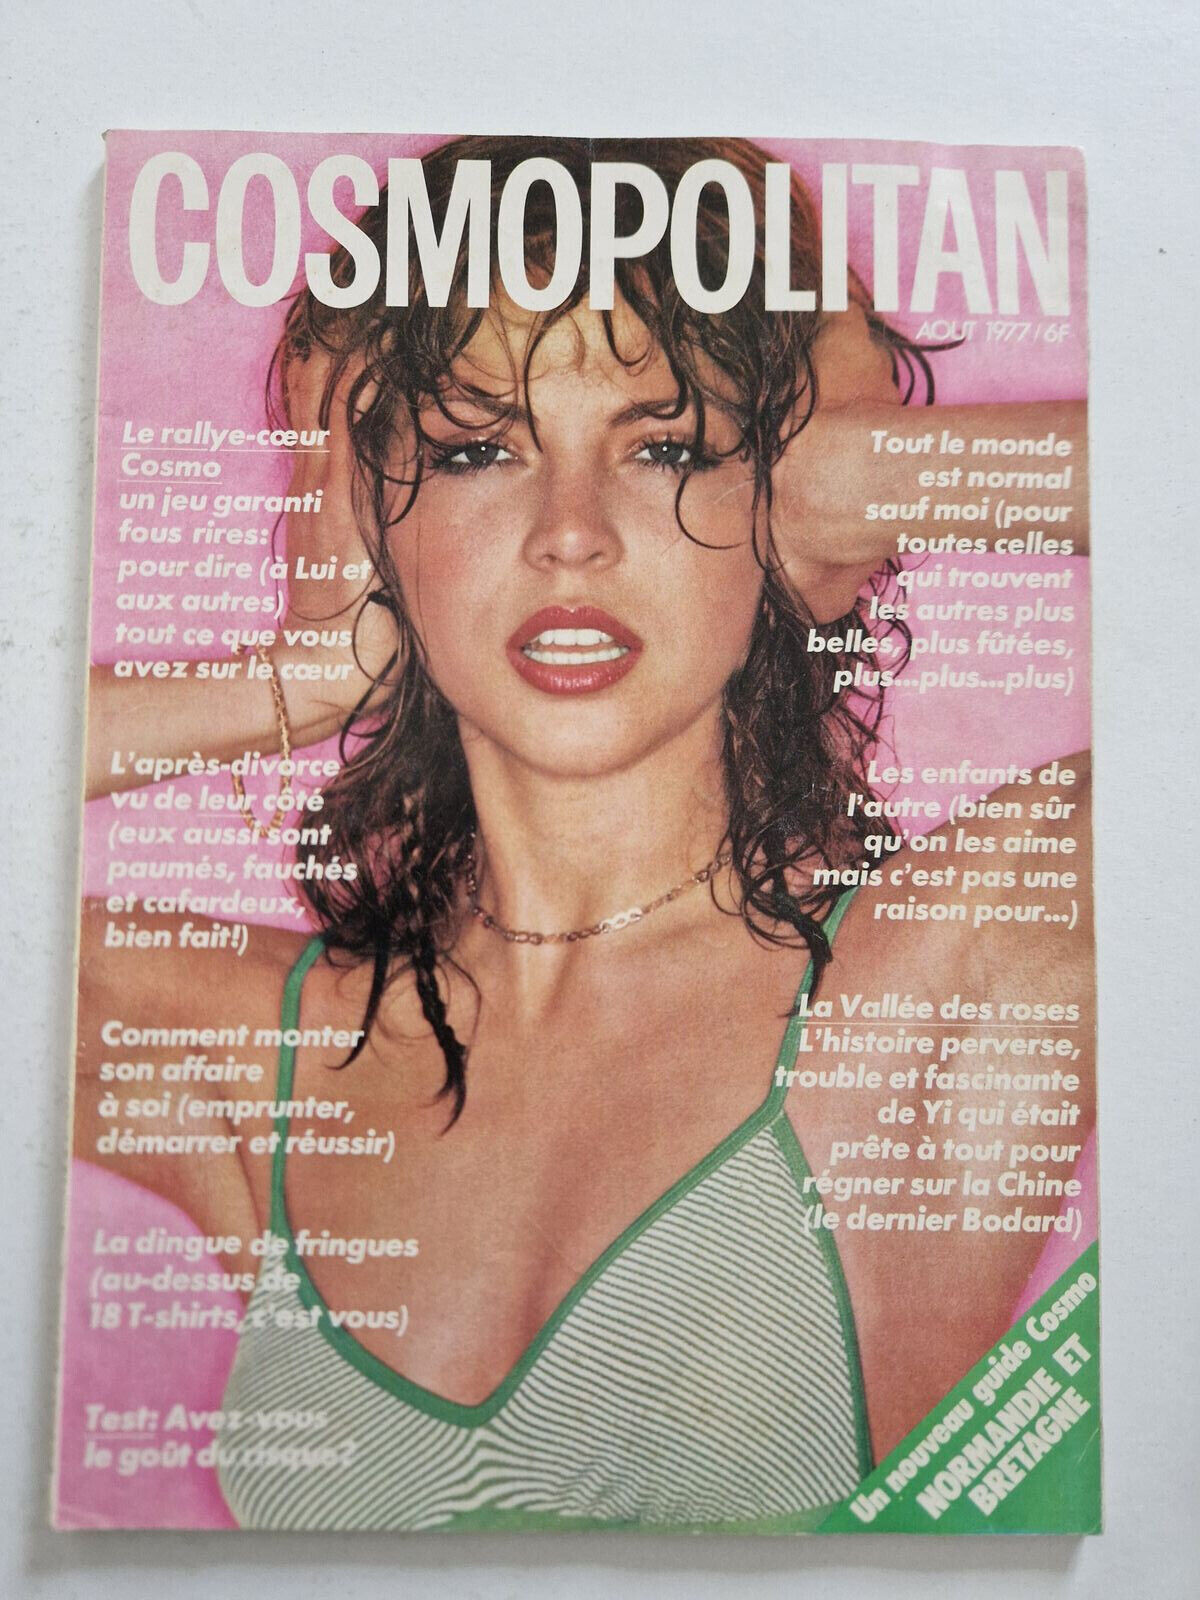 COSMOPOLITAN
AOUT 1977 / 6F
Le rallye-cœur
Cosmo
un jeu garanti
fous rires:
pour dire (à Lui et
aux autres)
tout ce que vous
avez sur le cœur
L'après-divorce
vu de leur côté
(eux aussi sont
paumés, fauchés
et cafardeux,
bien fait!)
Comment monter
son affaire
à soi (emprunter,
démarrer et réussir)
La dingue de fringues
(au-dessus de
18 T-shirts, c'est vous)
Test: Avez-vous
le goût du risque?
Tout le monde
est normal
sauf moi (pour
toutes celles
qui trouvent
les autres plus
belles, plus fûtées,
plus...plus...plus)
Les enfants de
l'autre (bien sûr
qu'on les aime
mais c'est pas une
raison pour...)
La Vallée des roses
L'histoire perverse,
trouble et fascinante
de Yi qui était
prête à tout pour
régner sur la Chine
(le dernier Bodard)
Un nouveau guide Cosmo
NORMANDIE ET
BRETAGNE